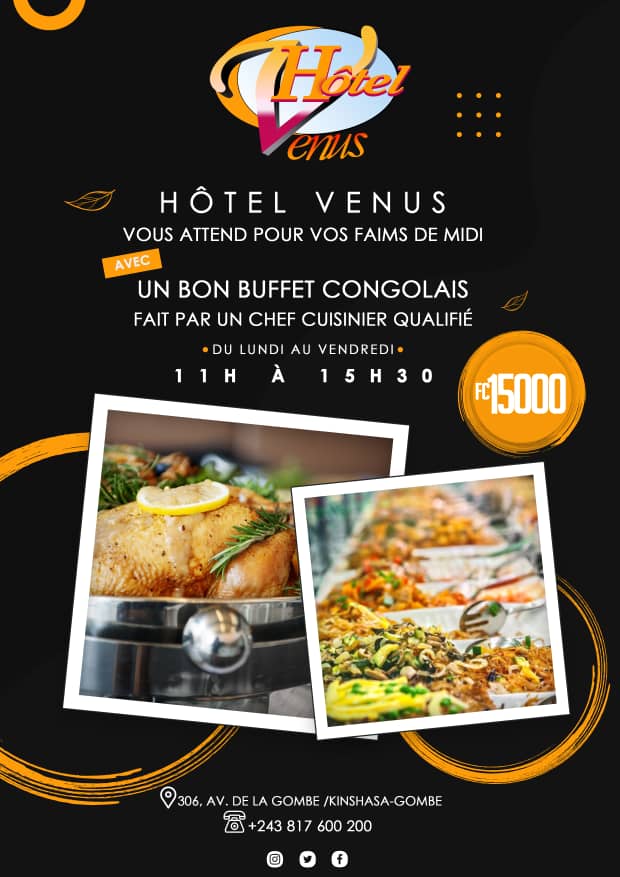 Hôtel
Venus
HÔTEL VENUS
VOUS ATTEND POUR VOS FAIMS DE MIDI
AVEC
UN BON BUFFET CONGOLAIS
FAIT PAR UN CHEF CUISINIER QUALIFIÉ
• DU LUNDI AU VENDREDI •
11H À 15H30
FC15000
306, AV. DE LA GOMBE /KINSHASA-GOMBE
+243 817 600 200